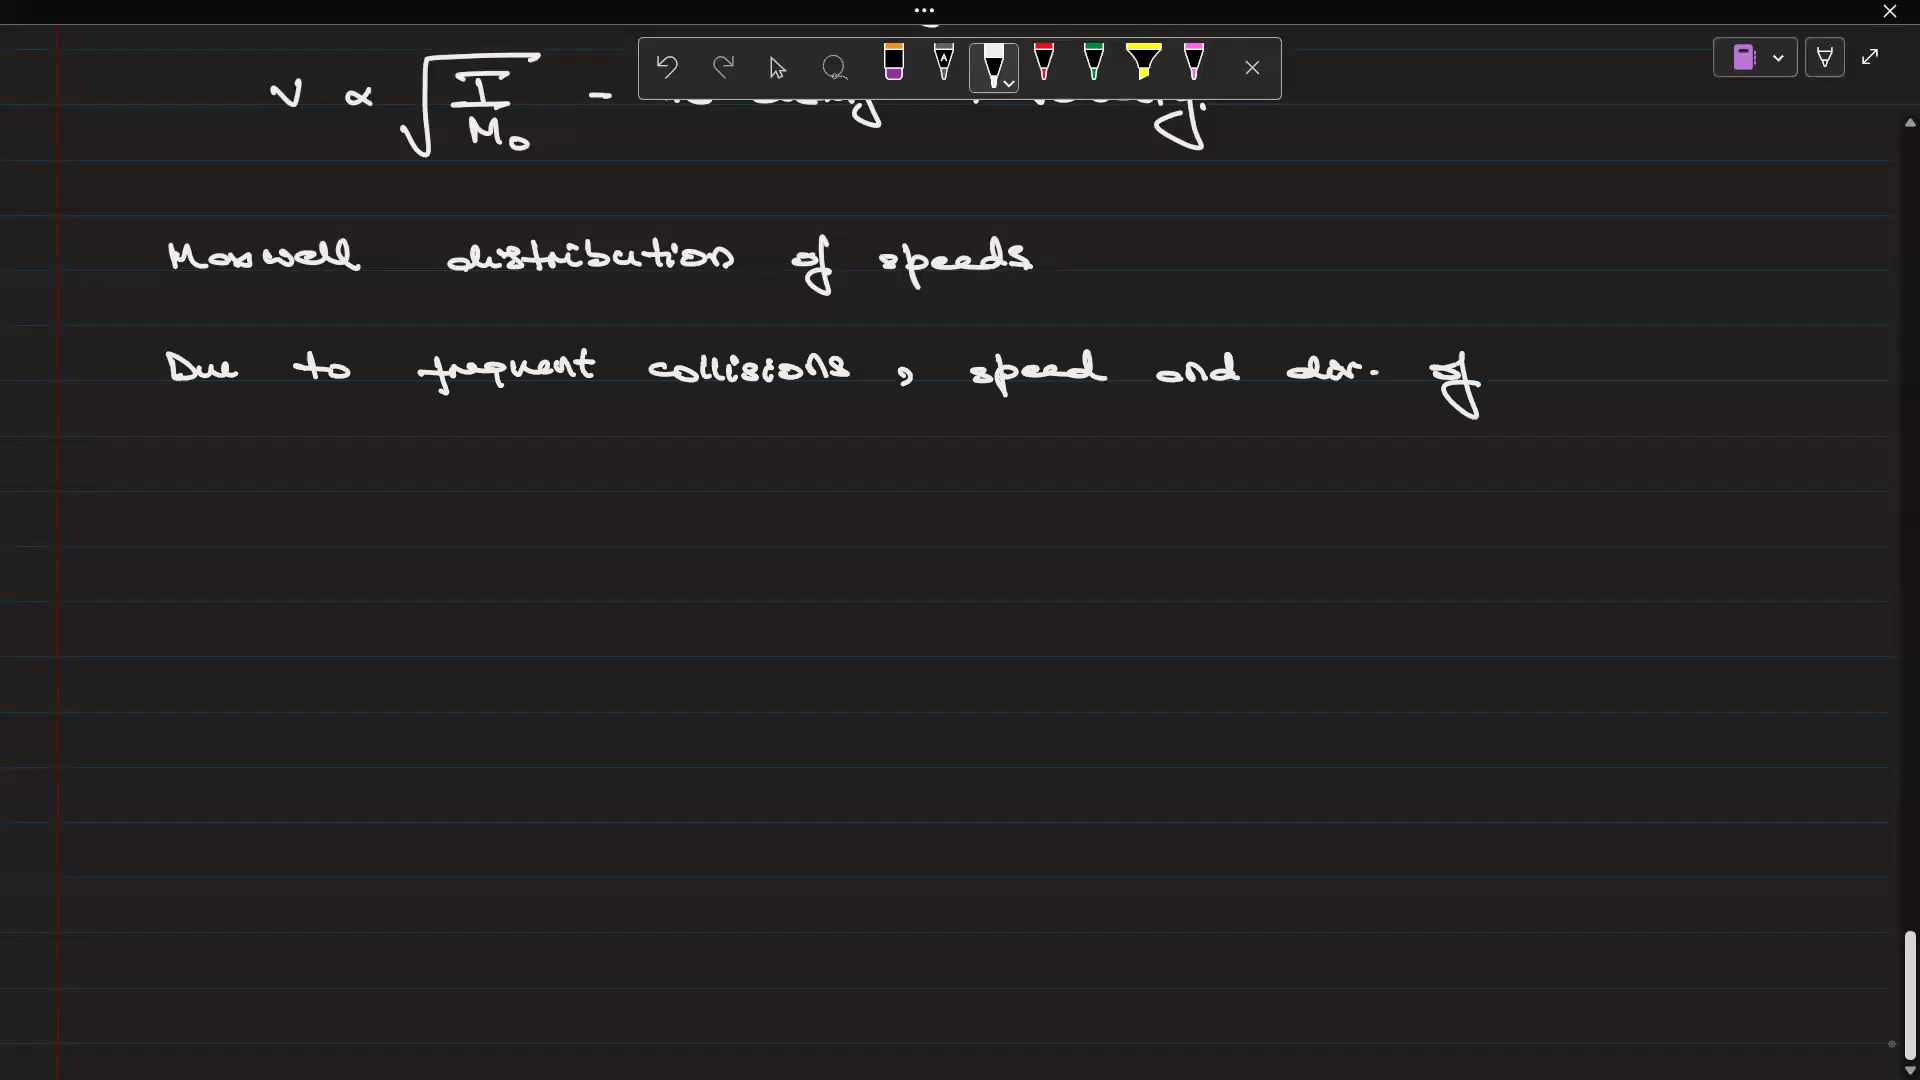 v ∝ √(T/M₀) -
Maxwell distribution of speeds
Due to frequent collisions, speed and dir. of